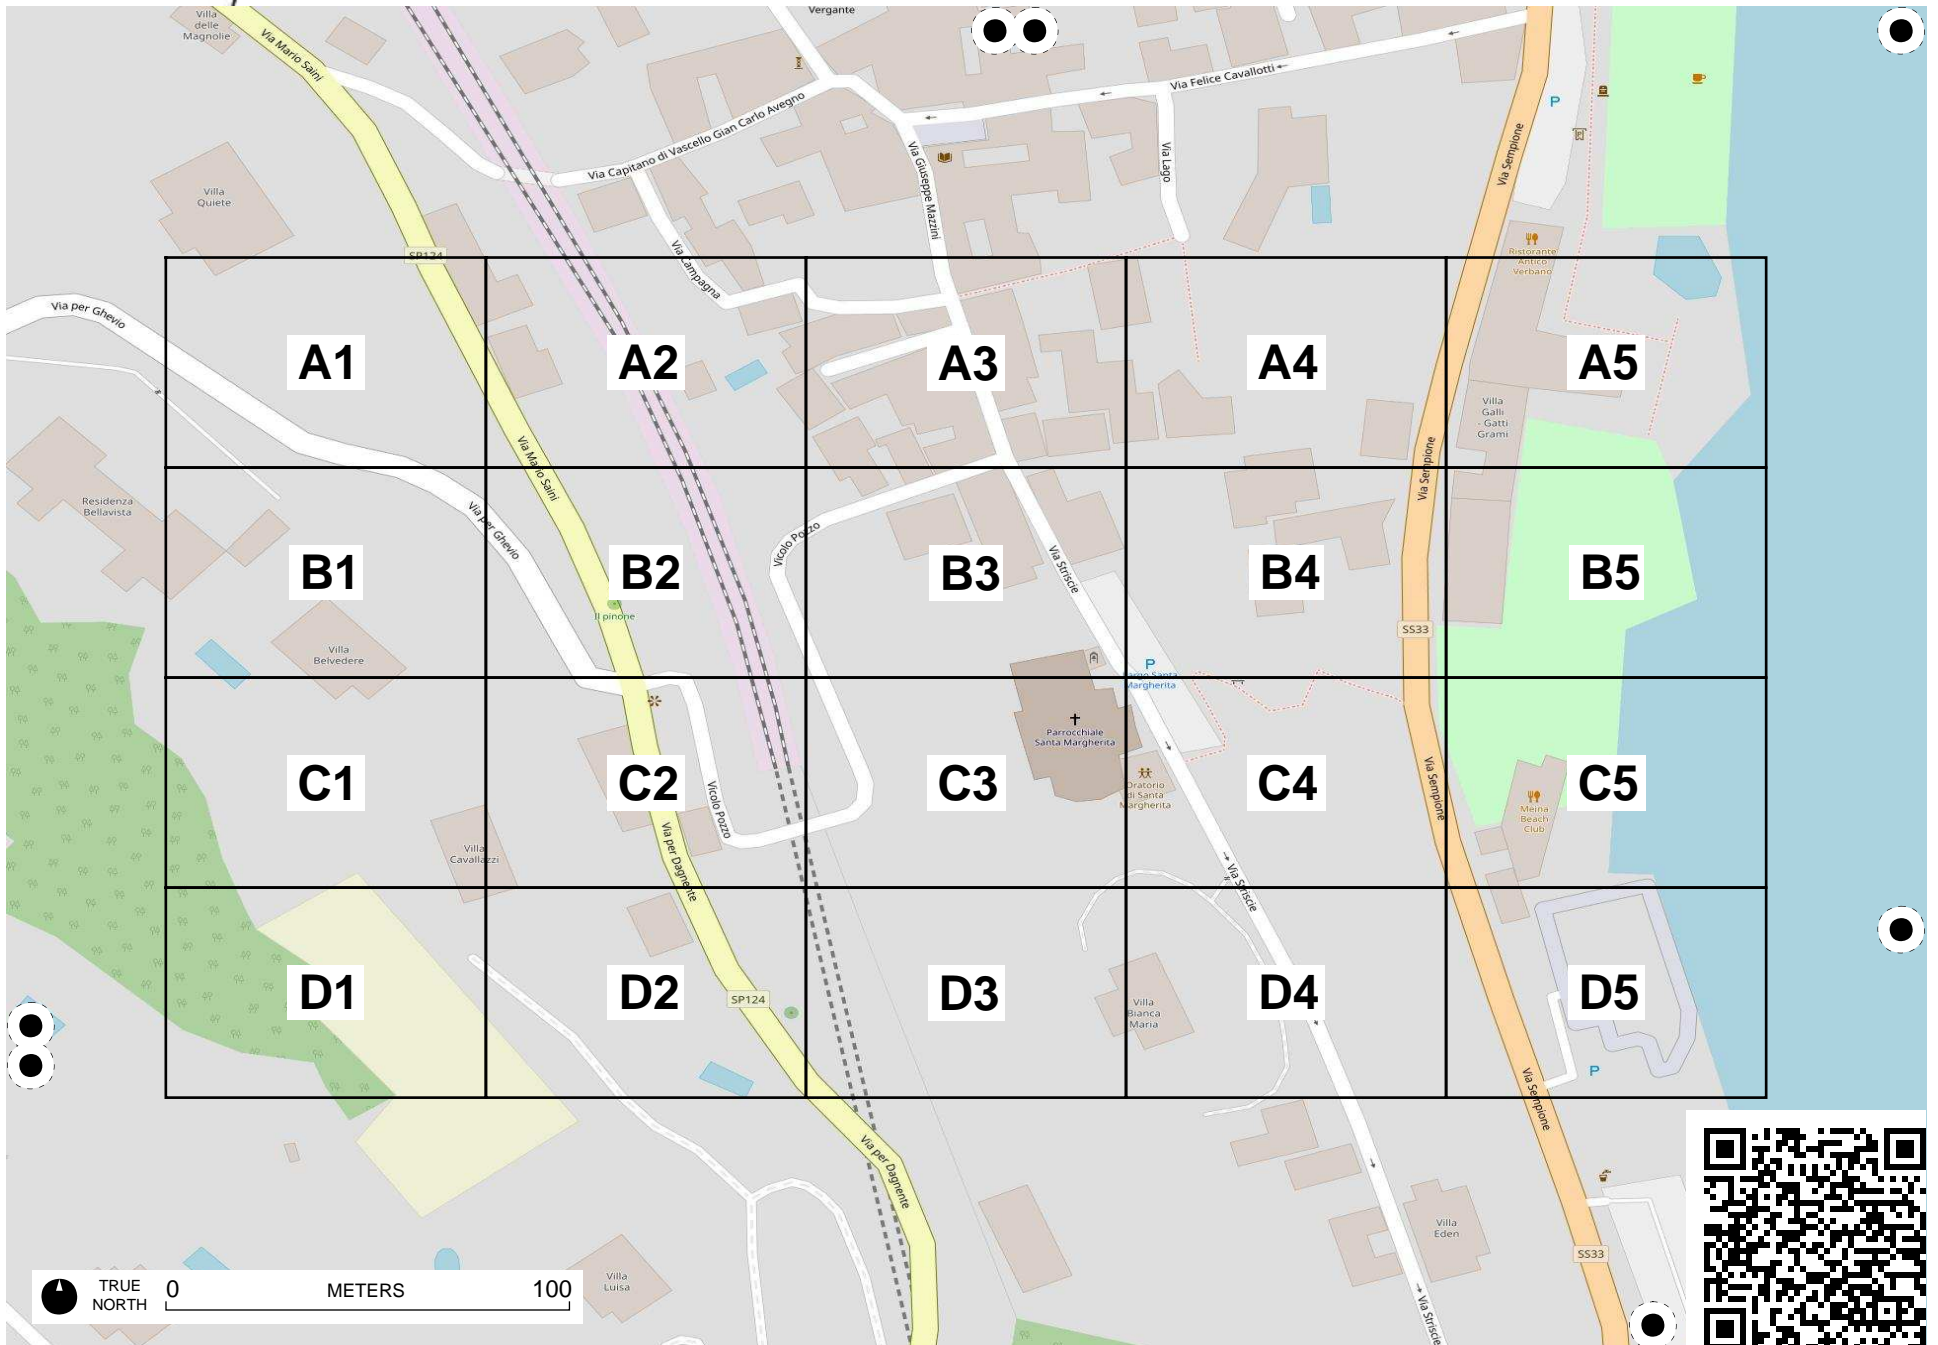 Vergante
Villa
delle
Magnolie
Via Mario Saini
Via Felice Cavallotti
Via Capitano di Vascello Gian Carlo Avegno
P
Via Giuseppe Mazzini
Via Lago
Via Sempione
Villa
Quiete
Via Campagna
SP124
Ristorante
Antico
Verbano
Via per Ghevio
A1
A2
A3
A4
A5
Villa
Galli
- Gatti
Grami
Via Mario Saini
Via Sempione
Residenza
Bellavista
Via per Ghevio
Vicolo Pozzo
Via Striscie
B1
B2
B3
B4
B5
Il pinone
SS33
Villa
Belvedere
P
Largo Santa
Margherita
Parrocchiale
Santa Margherita
C1
C2
C3
C4
C5
Oratorio
di Santa
Margherita
Via Sempione
Meina
Beach
Club
Vicolo Pozzo
Via per Dagnente
Villa
Cavallazzi
Via Striscie
D1
D2
D3
D4
D5
SP124
Villa
Bianca
Maria
P
Via Sempione
Via per Dagnente
Villa
Eden
SS33
Villa
Luisa
Via Striscie
TRUE
NORTH
0 METERS 100